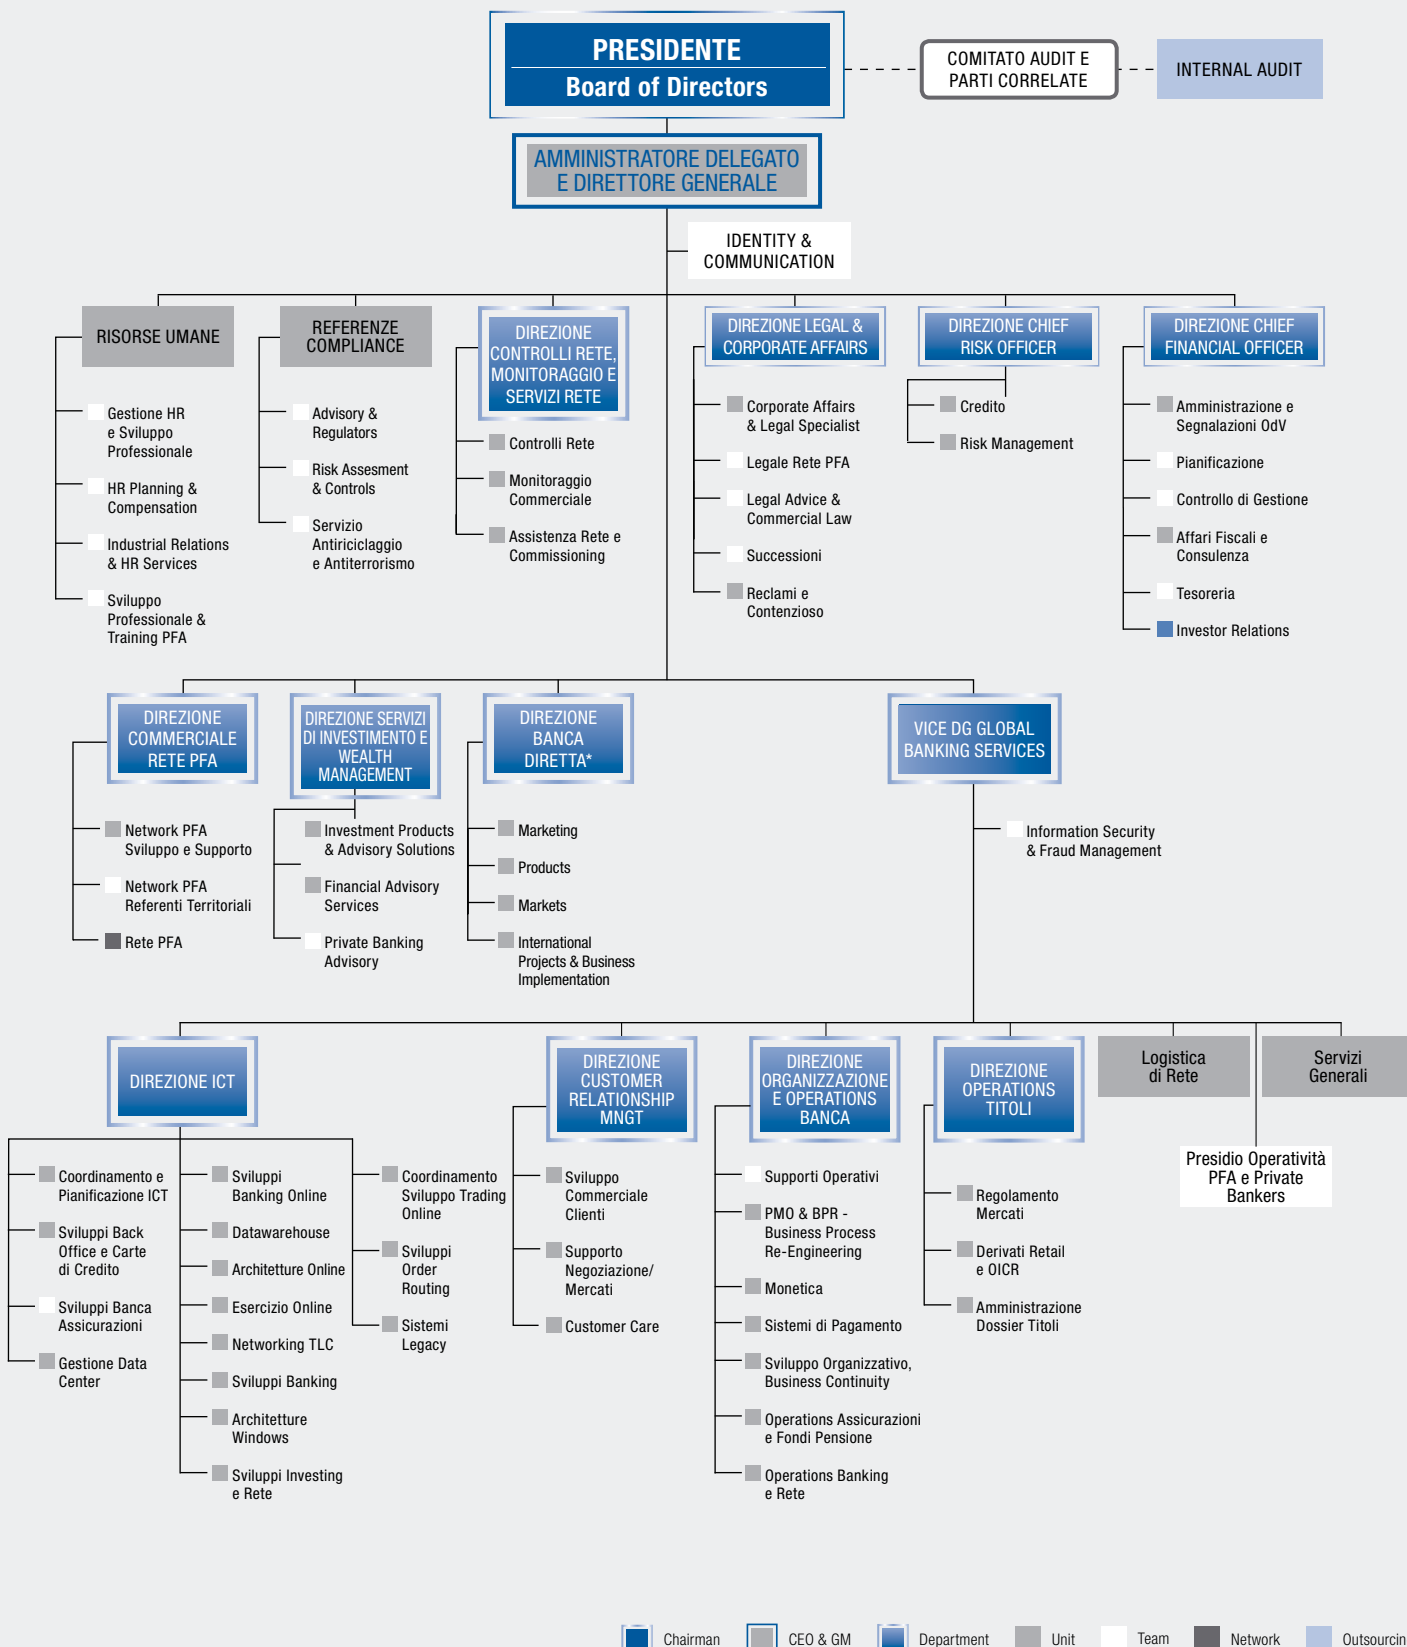 PRESIDENTE
Board of Directors
COMITATO AUDIT E
PARTI CORRELATE
INTERNAL AUDIT
AMMINISTRATORE DELEGATO
E DIRETTORE GENERALE
IDENTITY &
COMMUNICATION
RISORSE UMANE
Gestione HR
e Sviluppo
Professionale
HR Planning &
Compensation
Industrial Relations
& HR Services
Sviluppo
Professionale &
Training PFA
REFERENZE
COMPLIANCE
Advisory &
Regulators
Risk Assesment
& Controls
Servizio
Antiriciclaggio
e Antiterrorismo
DIREZIONE
CONTROLLI RETE,
MONITORAGGIO E
SERVIZI RETE
Controlli Rete
Monitoraggio
Commerciale
Assistenza Rete e
Commissioning
DIREZIONE LEGAL &
CORPORATE AFFAIRS
Corporate Affairs
& Legal Specialist
Legale Rete PFA
Legal Advice &
Commercial Law
Successioni
Reclami e
Contenzioso
DIREZIONE CHIEF
RISK OFFICER
Credito
Risk Management
DIREZIONE CHIEF
FINANCIAL OFFICER
Amministrazione e
Segnalazioni OdV
Pianificazione
Controllo di Gestione
Affari Fiscali e
Consulenza
Tesoreria
Investor Relations
DIREZIONE
COMMERCIALE
RETE PFA
Network PFA
Sviluppo e Supporto
Network PFA
Referenti Territoriali
Rete PFA
DIREZIONE SERVIZI
DI INVESTIMENTO E
WEALTH
MANAGEMENT
Investment Products
& Advisory Solutions
Financial Advisory
Services
Private Banking
Advisory
DIREZIONE
BANCA
DIRETTA*
Marketing
Products
Markets
International
Projects & Business
Implementation
VICE DG GLOBAL
BANKING SERVICES
Information Security
& Fraud Management
DIREZIONE ICT
Coordinamento e
Pianificazione ICT
Sviluppi Back
Office e Carte
di Credito
Sviluppi Banca
Assicurazioni
Gestione Data
Center
Sviluppi
Banking Online
Datawarehouse
Architetture Online
Esercizio Online
Networking TLC
Sviluppi Banking
Architetture
Windows
Sviluppi Investing
e Rete
Coordinamento
Sviluppo Trading
Online
Sviluppi
Order
Routing
Sistemi
Legacy
DIREZIONE
CUSTOMER
RELATIONSHIP
MNGT
Sviluppo
Commerciale
Clienti
Supporto
Negoziazione/
Mercati
Customer Care
DIREZIONE
ORGANIZZAZIONE
E OPERATIONS
BANCA
Supporti Operativi
PMO & BPR -
Business Process
Re-Engineering
Monetica
Sistemi di Pagamento
Sviluppo Organizzativo,
Business Continuity
Operations Assicurazioni
e Fondi Pensione
Operations Banking
e Rete
DIREZIONE
OPERATIONS
TITOLI
Regolamento
Mercati
Derivati Retail
e OICR
Amministrazione
Dossier Titoli
Logistica
di Rete
Presidio Operatività
PFA e Private
Bankers
Servizi
Generali
Chairman
CEO & GM
Department
Unit
Team
Network
Outsourcin